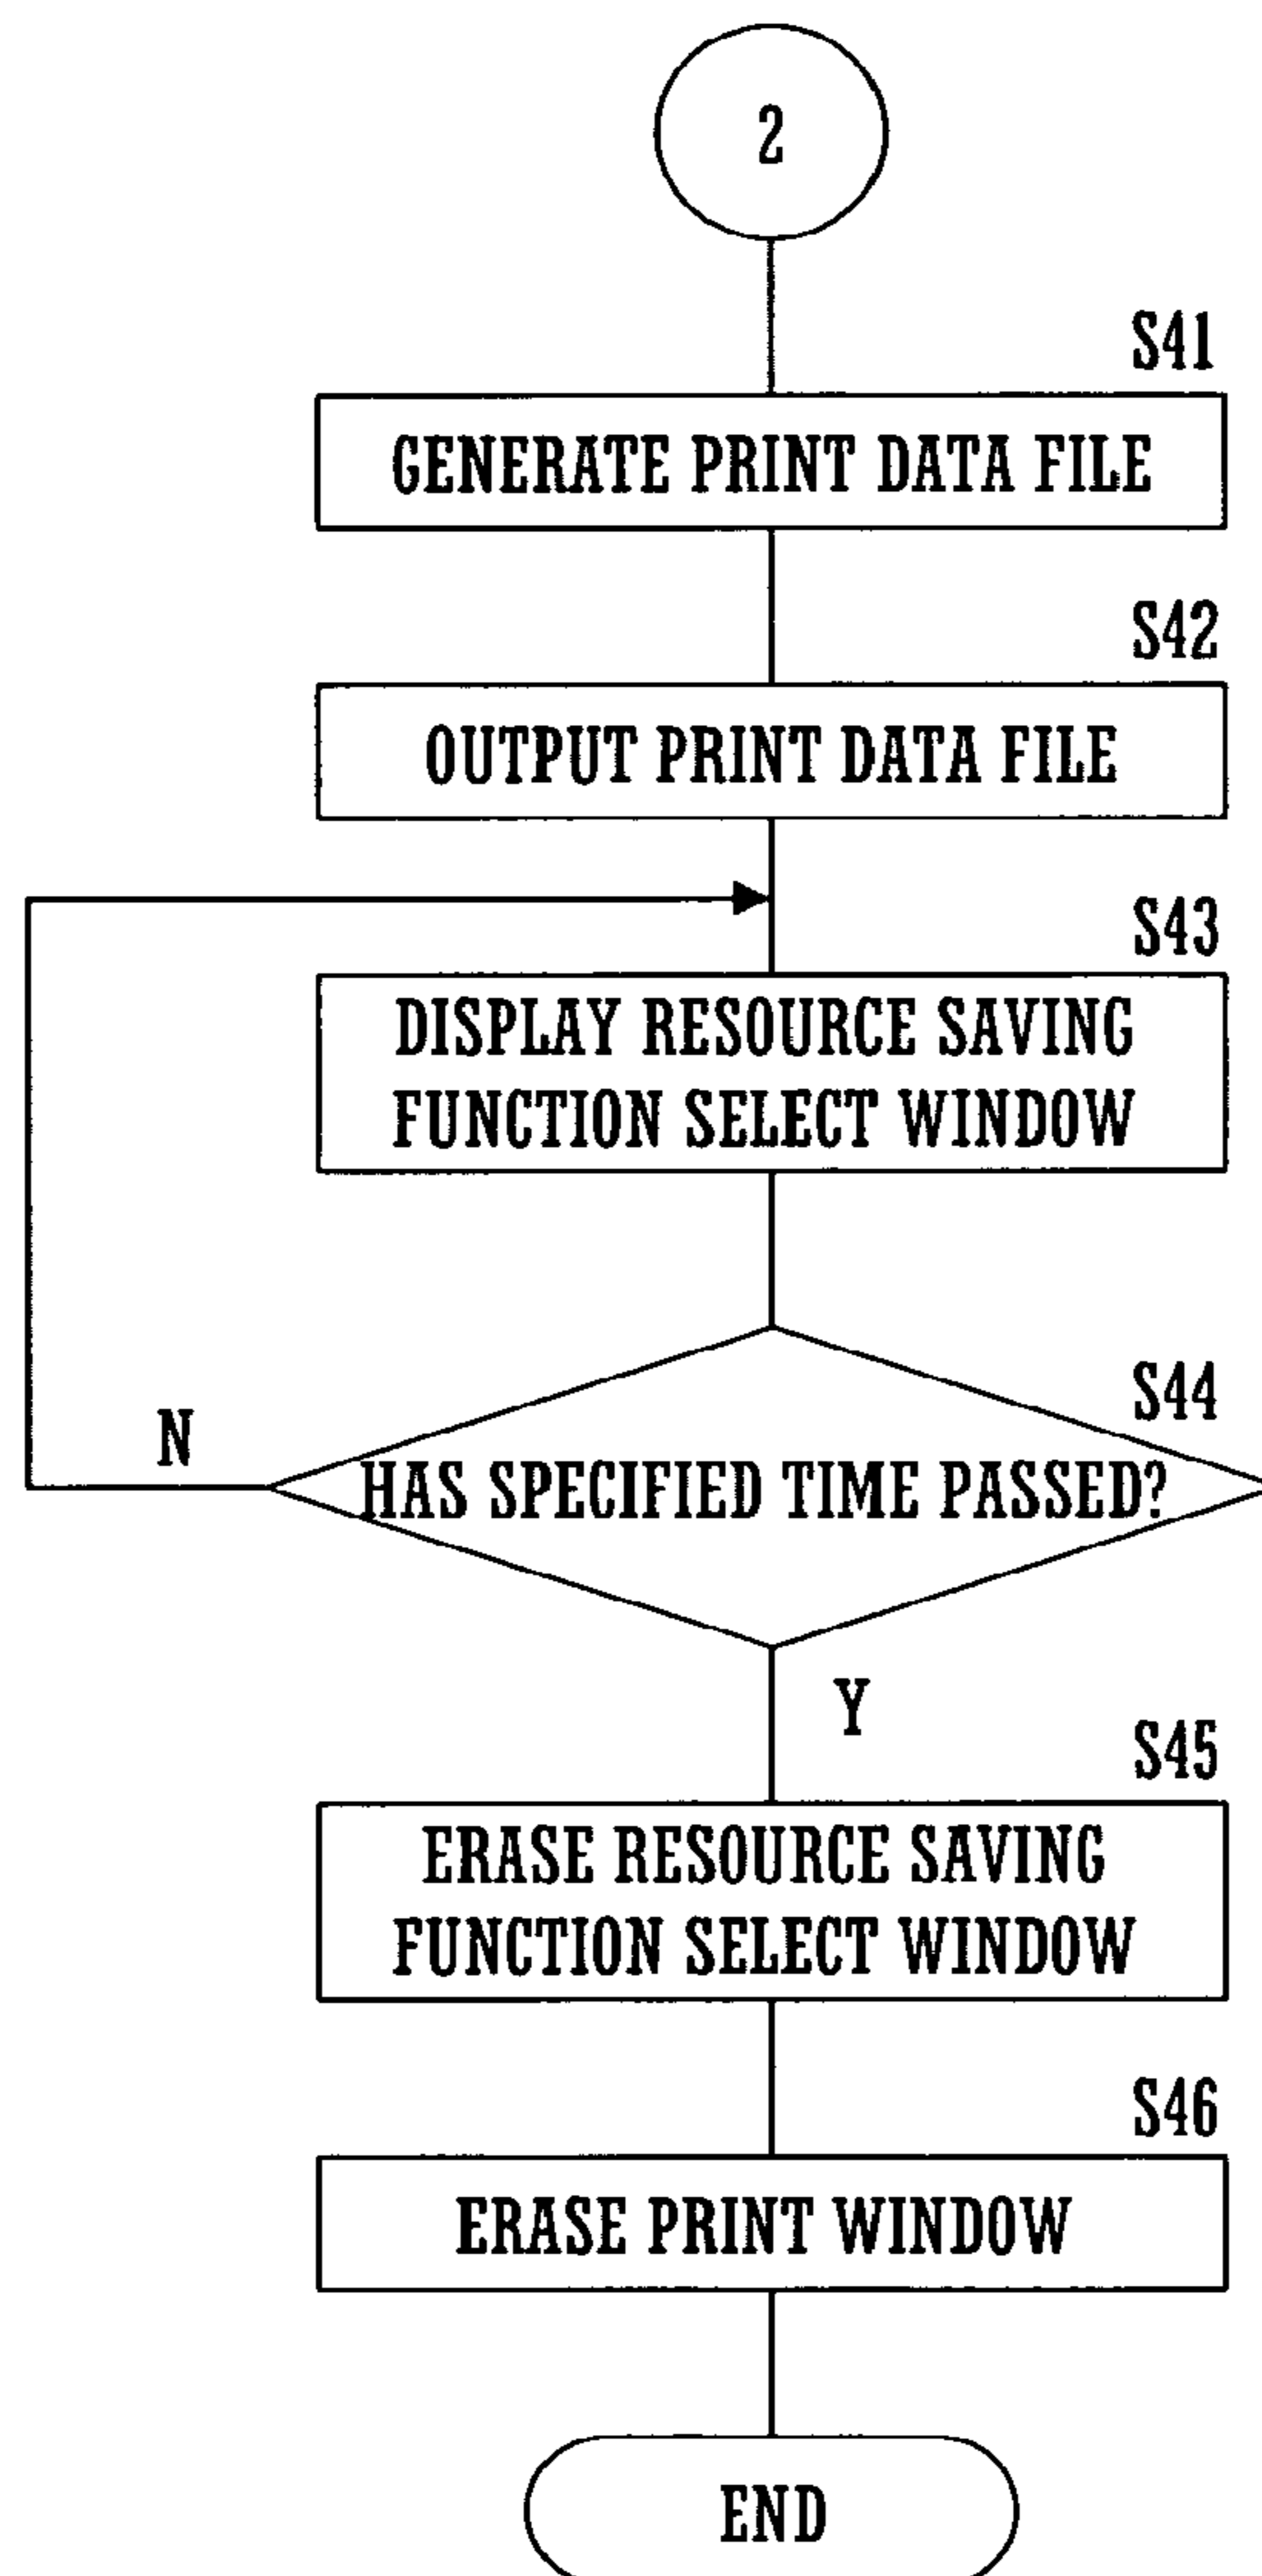 2
S41
GENERATE PRINT DATA FILE
S42
OUTPUT PRINT DATA FILE
S43
DISPLAY RESOURCE SAVING
FUNCTION SELECT WINDOW
S44
N
HAS SPECIFIED TIME PASSED?
Y
S45
ERASE RESOURCE SAVING
FUNCTION SELECT WINDOW
S46
ERASE PRINT WINDOW
END